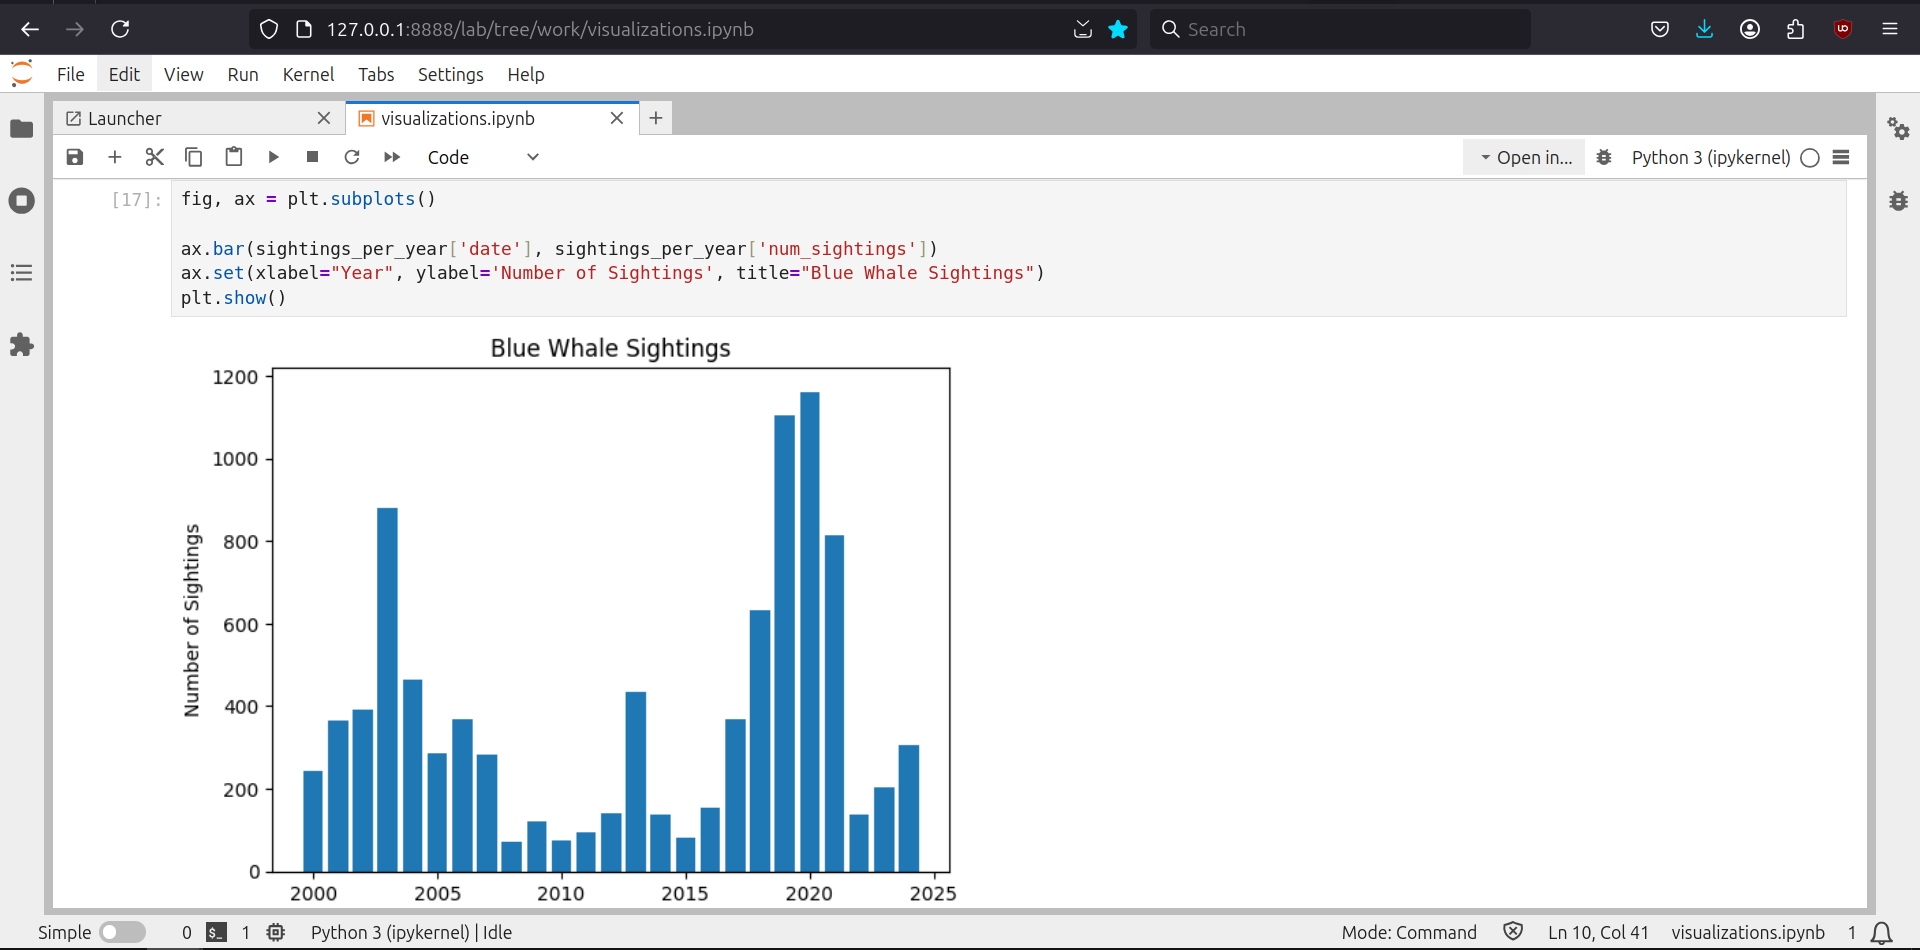 127.0.0.1:8888/lab/tree/work/visualizations.ipynb
Search
File Edit View Run Kernel Tabs Settings Help
Launcher
visualizations.ipynb
Code
Open in...
Python 3 (ipykernel)
[17]:
fig, ax = plt.subplots()
ax.bar(sightings_per_year['date'], sightings_per_year['num_sightings'])
ax.set(xlabel="Year", ylabel='Number of Sightings', title="Blue Whale Sightings")
plt.show()
Blue Whale Sightings
1200
1000
800
600
400
200
0
Number of Sightings
2000 2005 2010 2015 2020 2025
Simple 0 $_ 1 Python 3 (ipykernel) | Idle Mode: Command Ln 10, Col 41 visualizations.ipynb 1